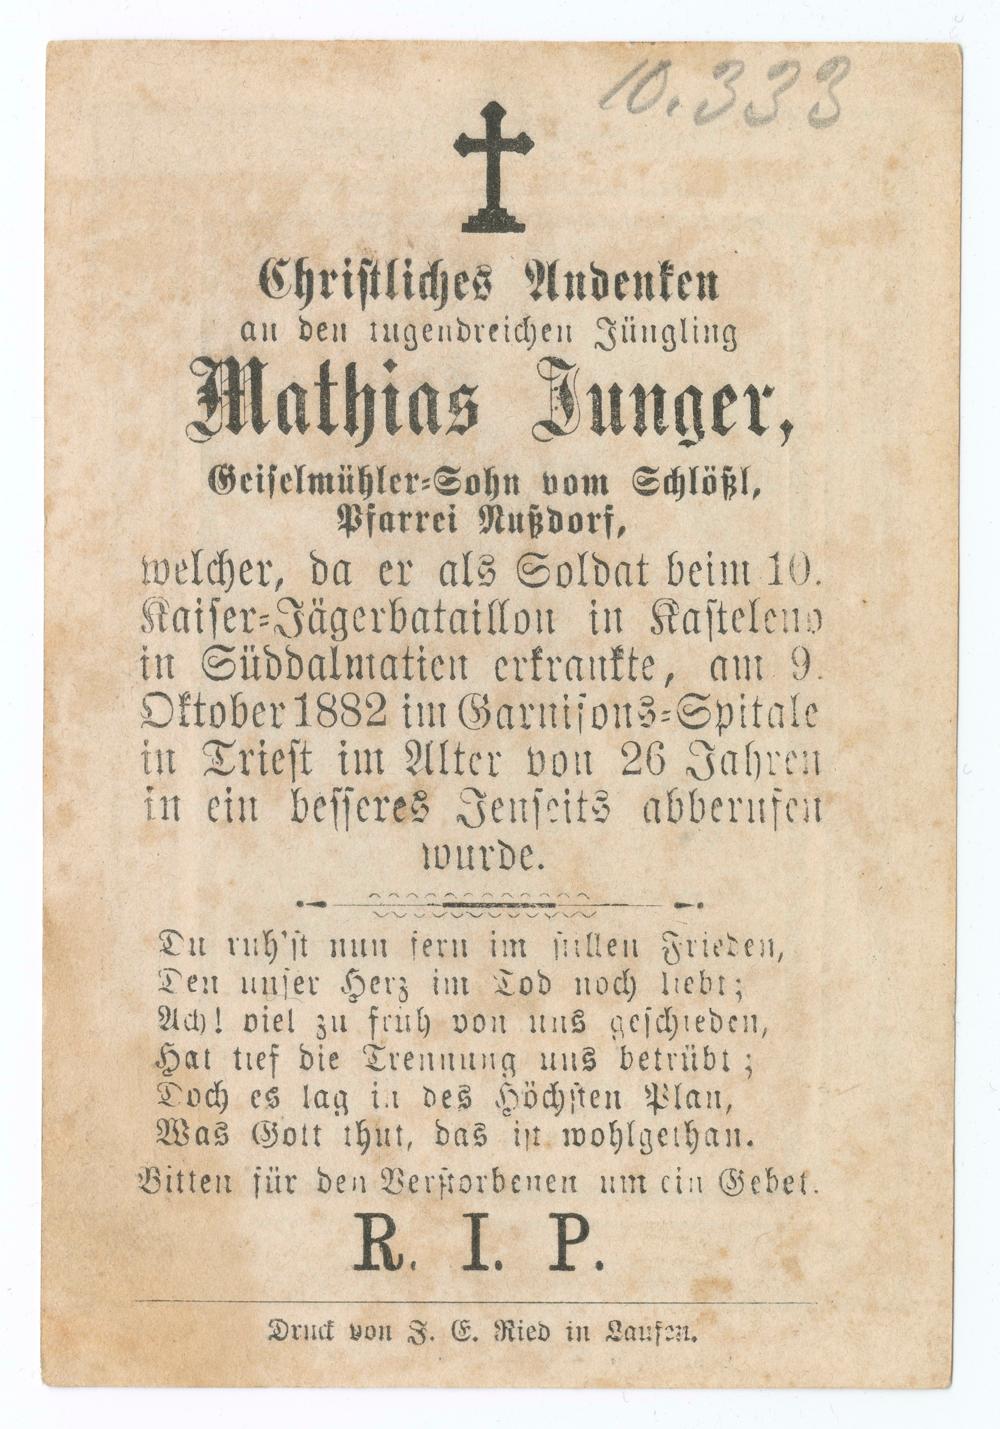 10.333
Christliches Andenken
an den tugendreichen Jüngling
Mathias Junger,
Geiselmühler-Sohn vom Schlößl,
Pfarrei Nußdorf,
welcher, da er als Soldat beim 10.
Kaiser-Jägerbataillon in Kasteleno
in Süddalmatien erkrankte, am 9.
Oktober 1882 im Garnisons-Spitale
in Triest im Alter von 26 Jahren
in ein besseres Jenseits abberufen
wurde.
Du ruh'st nun fern im stillen Frieden,
Den unser Herz im Tod noch liebt;
Ach! viel zu früh von uns geschieden,
Hat tief die Trennung uns betrübt;
Doch es lag in des Höchsten Plan,
Was Gott thut, das ist wohlgethan.
Bitten für den Verstorbenen um ein Gebet.
R. I. P.
Druck von J. E. Ried in Laufen.